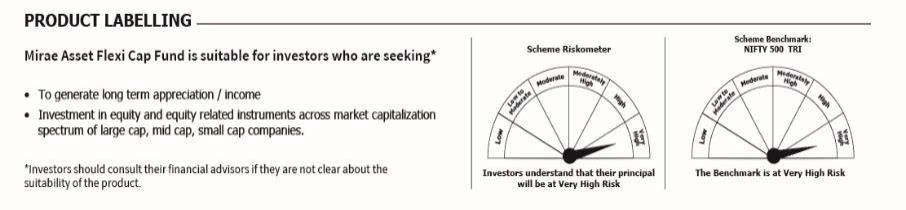 PRODUCT LABELLING
Mirae Asset Flexi Cap Fund is suitable for investors who are seeking*
• To generate long term appreciation / income
• Investment in equity and equity related instruments across market capitalization
spectrum of large cap, mid cap, small cap companies.
*Investors should consult their financial advisors if they are not clear about the
suitability of the product.
Scheme Riskometer
Low
Low to
Moderate
Moderate
Moderately
High
High
Very
High
Investors understand that their principal
will be at Very High Risk
Scheme Benchmark:
NIFTY 500 TRI
Low
Low to
Moderate
Moderate
Moderately
High
High
Very
High
The Benchmark is at Very High Risk